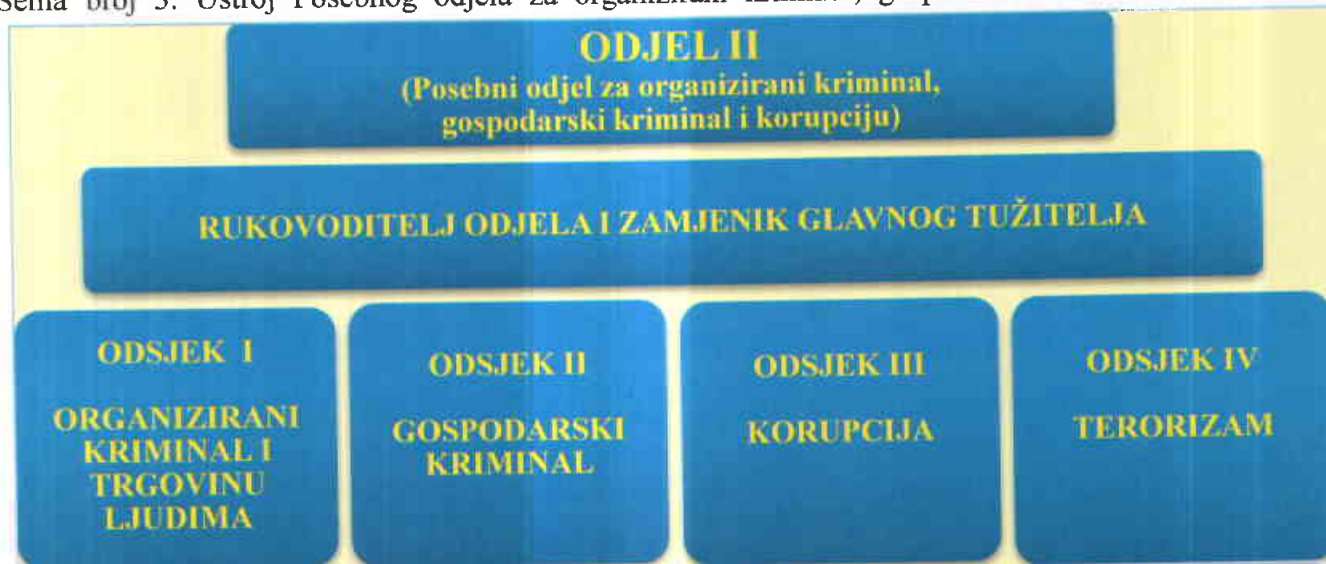 broj 3. Ustroj Posebnog odjela za organizirani
ODJEL II
(Posebni odjel za organizirani kriminal,
gospodarski kriminal i korupciju)
RUKOVODITELJ ODJELA I ZAMJENIK GLAVNOG TUŽITELJA
ODSJEK I
ORGANIZIRANI
KRIMINAL I
TRGOVINU
LJUDIMA
ODSJEK II
GOSPODARSKI
KRIMINAL
ODSJEK III
KORUPCIJA
ODSJEK IV
TERORIZAM